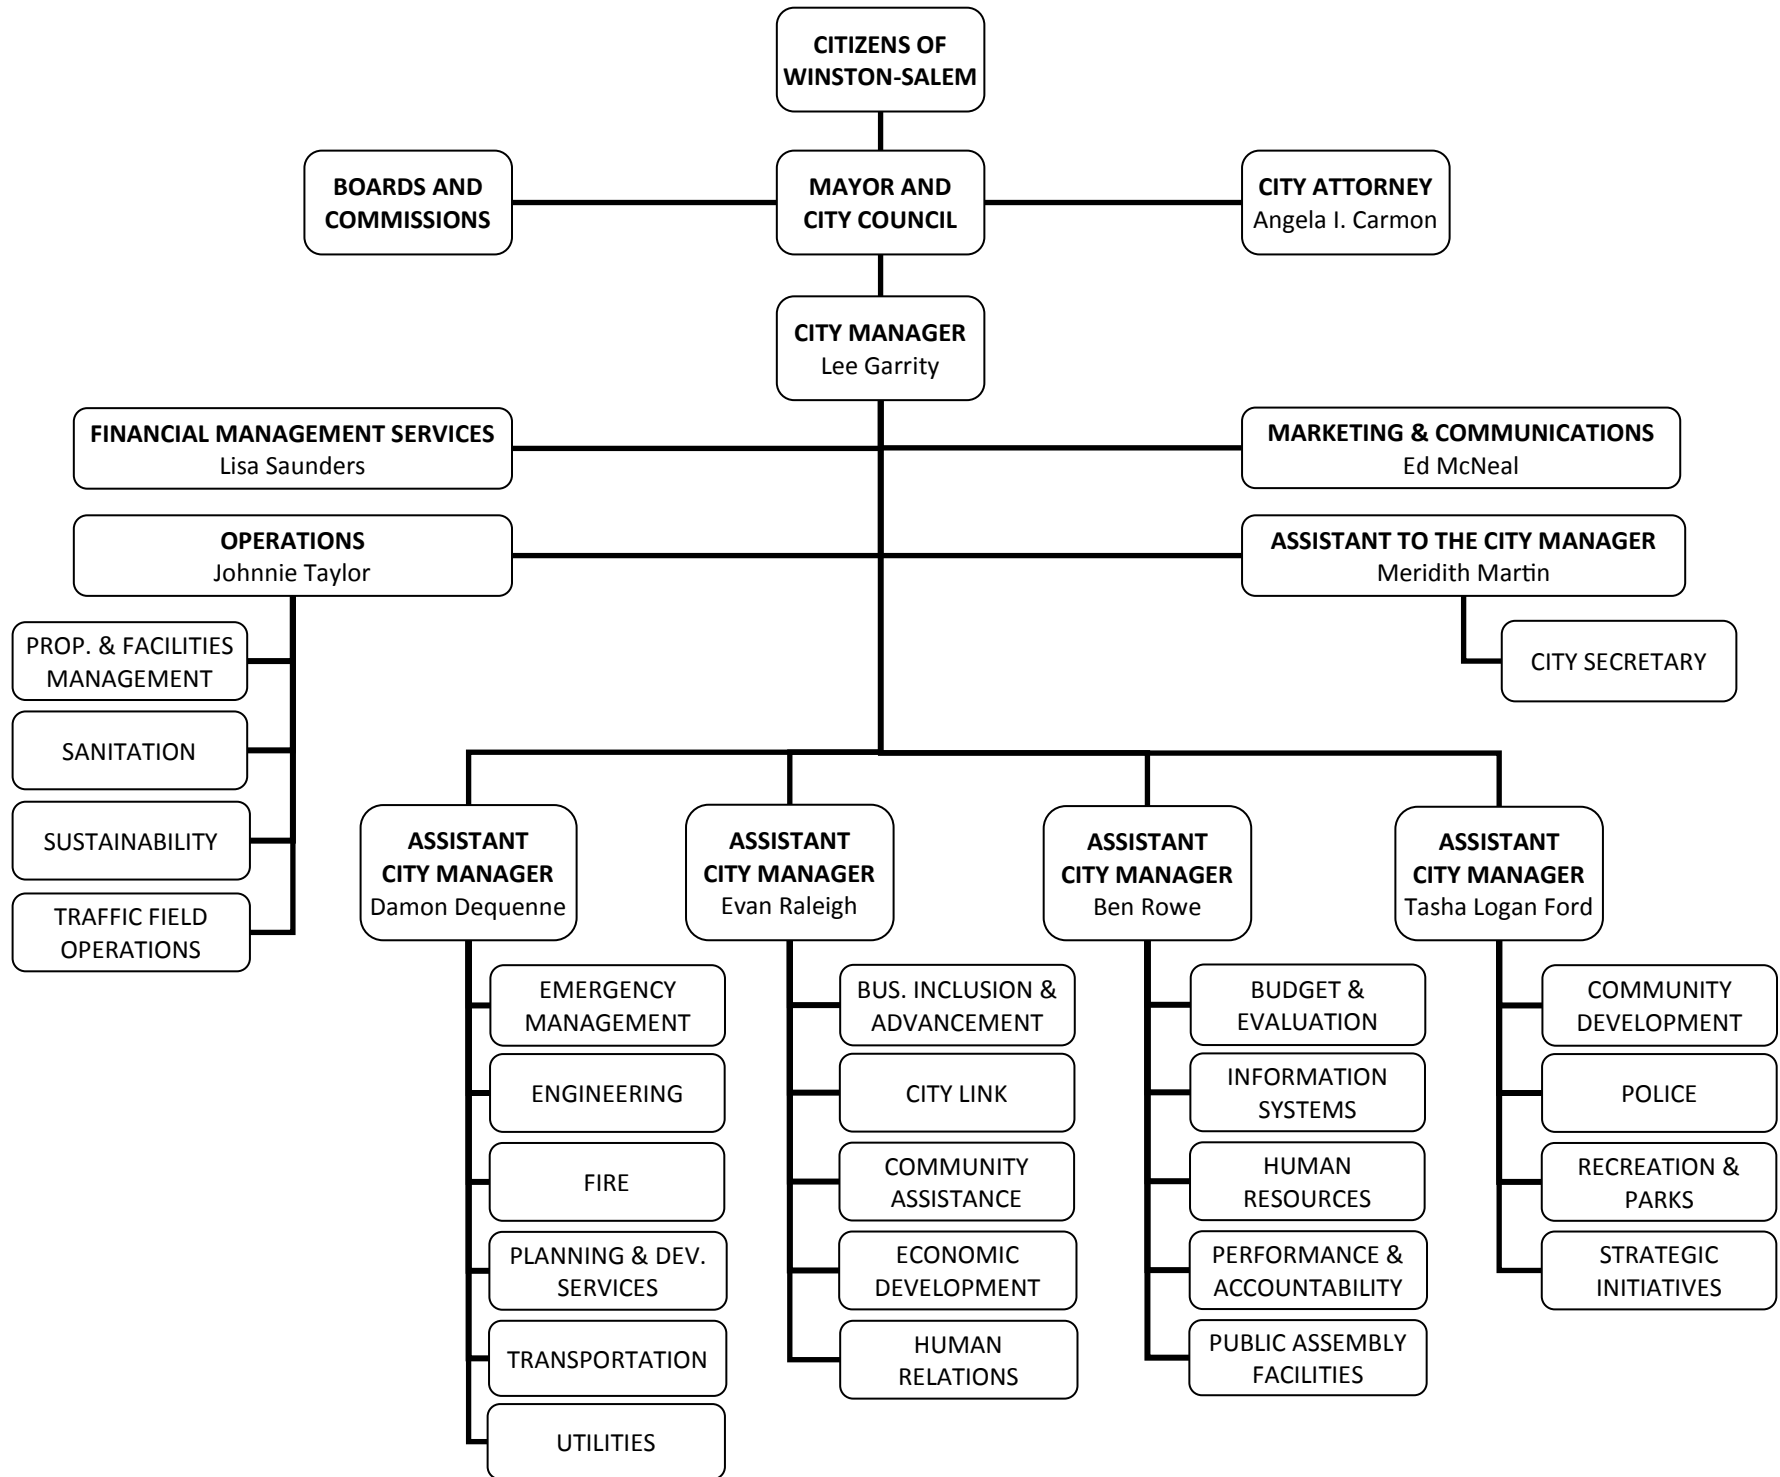 CITIZENS OF
WINSTON-SALEM
BOARDS AND
COMMISSIONS
MAYOR AND
CITY COUNCIL
CITY ATTORNEY
Angela I. Carmon
CITY MANAGER
Lee Garrity
FINANCIAL MANAGEMENT SERVICES
Lisa Saunders
MARKETING & COMMUNICATIONS
Ed McNeal
OPERATIONS
Johnnie Taylor
ASSISTANT TO THE CITY MANAGER
Meridith Martin
PROP. & FACILITIES
MANAGEMENT
SANITATION
SUSTAINABILITY
TRAFFIC FIELD
OPERATIONS
CITY SECRETARY
ASSISTANT
CITY MANAGER
Damon Dequenne
EMERGENCY
MANAGEMENT
ENGINEERING
FIRE
PLANNING & DEV.
SERVICES
TRANSPORTATION
UTILITIES
ASSISTANT
CITY MANAGER
Evan Raleigh
BUS. INCLUSION &
ADVANCEMENT
CITY LINK
COMMUNITY
ASSISTANCE
ECONOMIC
DEVELOPMENT
HUMAN
RELATIONS
ASSISTANT
CITY MANAGER
Ben Rowe
BUDGET &
EVALUATION
INFORMATION
SYSTEMS
HUMAN
RESOURCES
PERFORMANCE &
ACCOUNTABILITY
PUBLIC ASSEMBLY
FACILITIES
ASSISTANT
CITY MANAGER
Tasha Logan Ford
COMMUNITY
DEVELOPMENT
POLICE
RECREATION &
PARKS
STRATEGIC
INITIATIVES